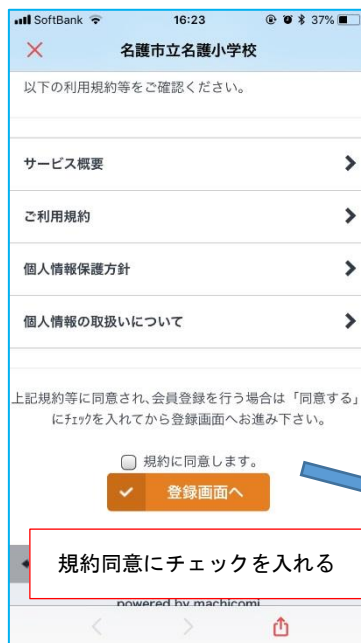 SoftBank 16:23 37%
名護市立名護小学校
以下の利用規約等をご確認ください。
サービス概要
ご利用規約
個人情報保護方針
個人情報の取扱いについて
上記規約等に同意され、会員登録を行う場合は「同意する」
にチェックを入れてから登録画面へお進み下さい。
規約に同意します。
登録画面へ
規約同意にチェックを入れる
powered by machicomi